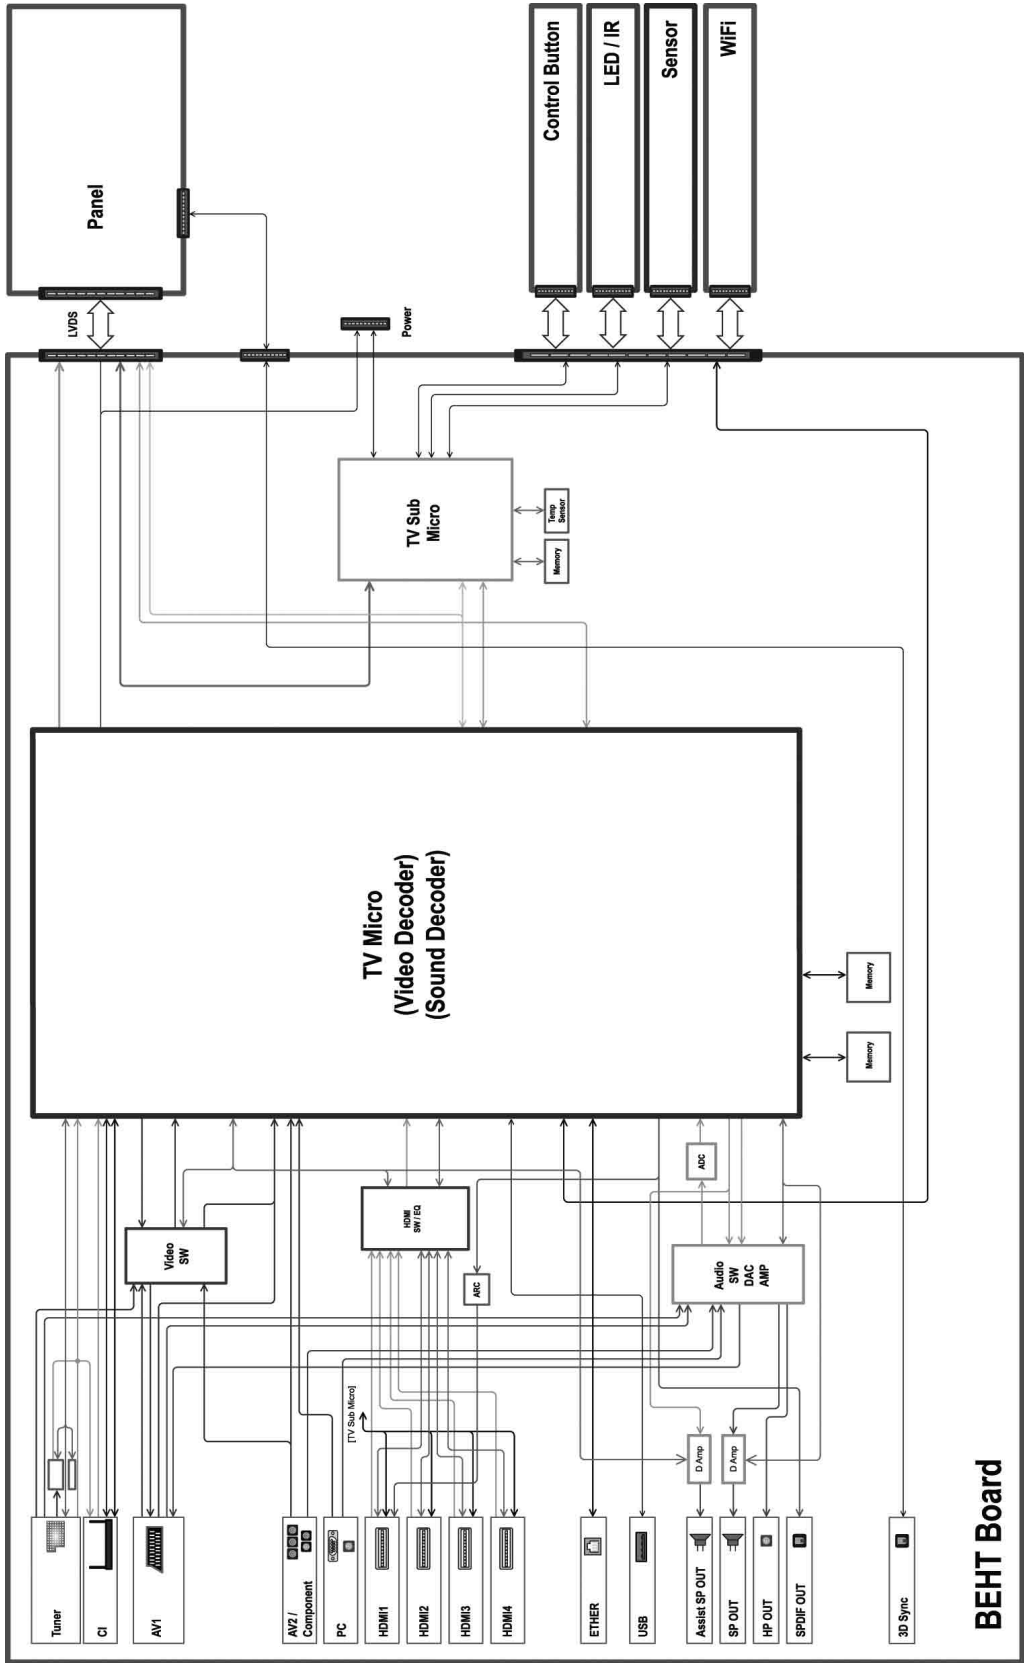 BEHT Board
Tuner
CI
AV1
AV2 /
Component
PC
HDMI1
HDMI2
HDMI3
HDMI4
ETHER
USB
Assist SP OUT
SP OUT
HP OUT
SPDIF OUT
3D Sync
[TV Sub Micro]
D Amp
D Amp
Video
SW
HDMI
SW / EQ
ARC
ADC
Audio
SW
DAC
AMP
TV Micro
(Video Decoder)
(Sound Decoder)
Memory
Memory
TV Sub
Micro
Memory
Temp
Sensor
Power
LVDS
Panel
Control Button
LED / IR
Sensor
WiFi